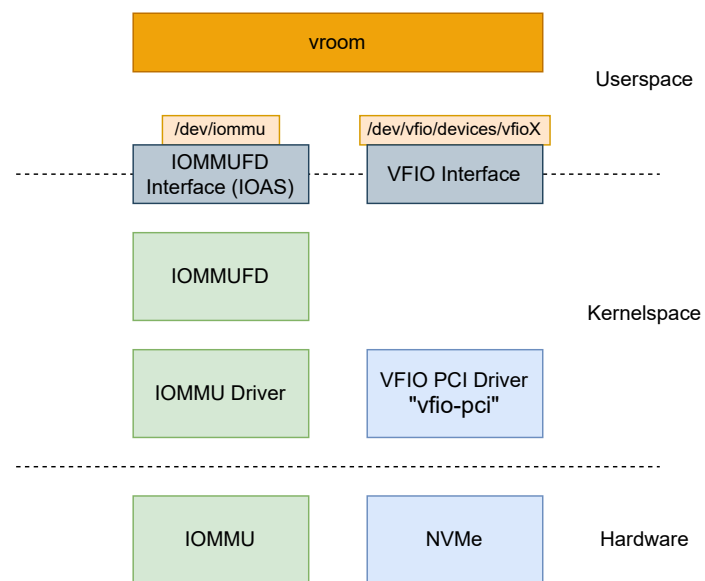 vroom
Userspace
/dev/iommu
/dev/vfio/devices/vfioX
IOMMUFD
Interface (IOAS)
VFIO Interface
IOMMUFD
Kernelspace
IOMMU Driver
VFIO PCI Driver
"vfio-pci"
IOMMU
NVMe
Hardware